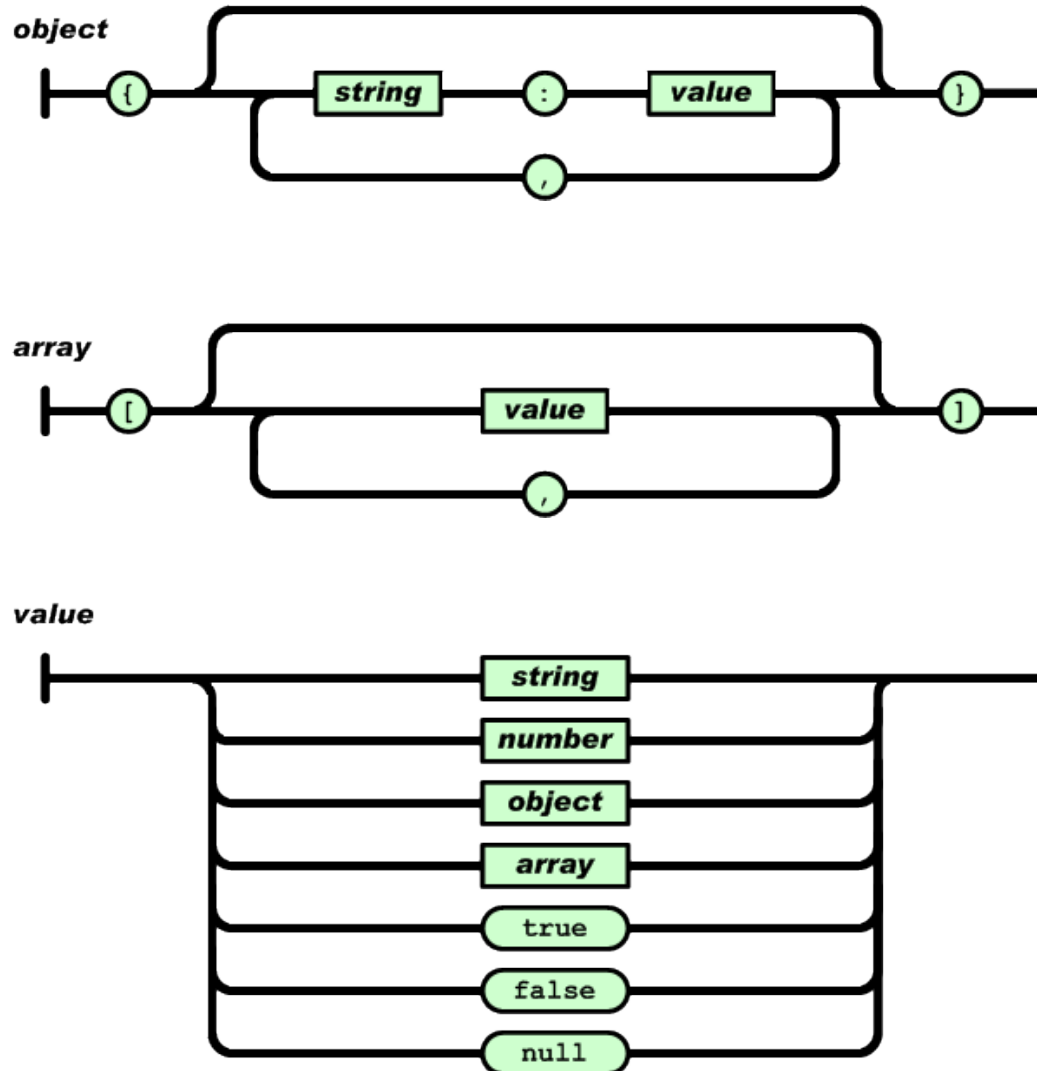 object
{ string : value }
,
array
[ value ]
,
value
string
number
object
array
true
false
null